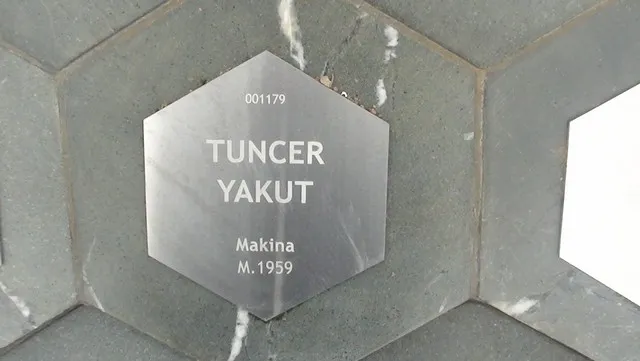 001179
TUNCER
YAKUT
Makina
M.1959